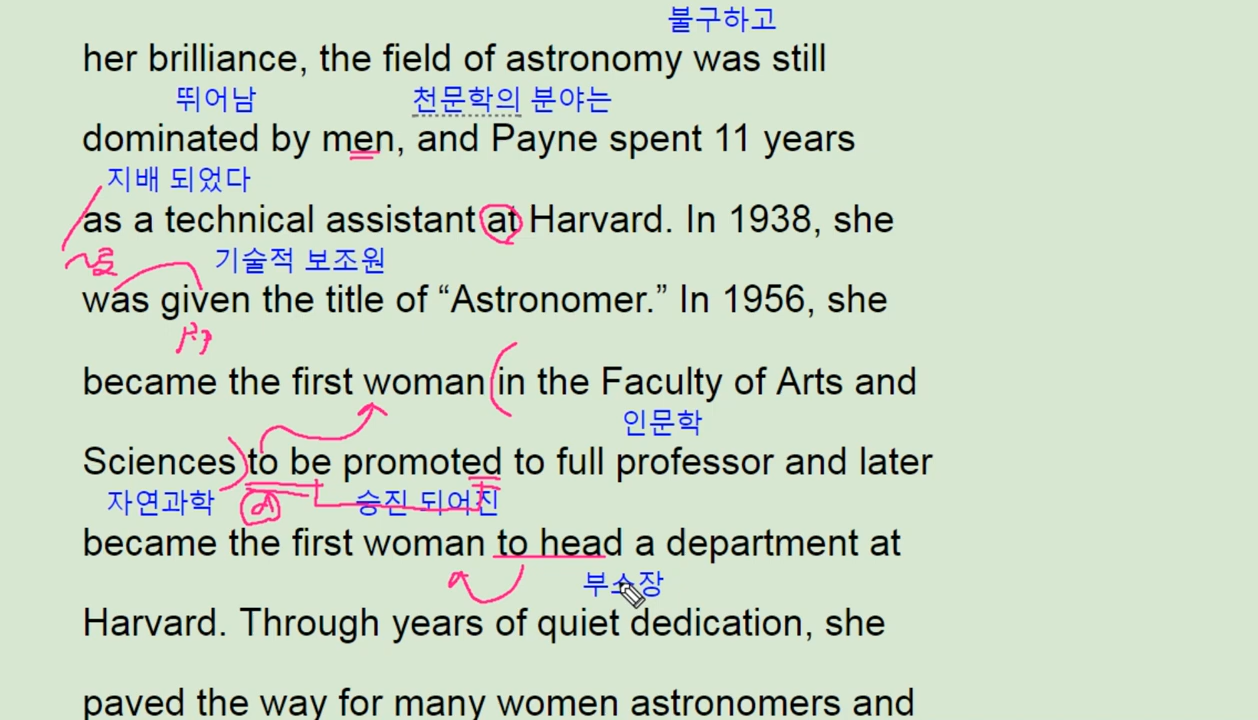 불구하고
her brilliance, the field of astronomy was still
뛰어남 천문학의 분야는
dominated by men, and Payne spent 11 years
지배 되었다
as a technical assistant at Harvard. In 1938, she
기술적 보조원
was given the title of “Astronomer.” In 1956, she
became the first woman in the Faculty of Arts and
인문학
Sciences to be promoted to full professor and later
자연과학 승진 되어진
became the first woman to head a department at
부소장
Harvard. Through years of quiet dedication, she
paved the way for many women astronomers and